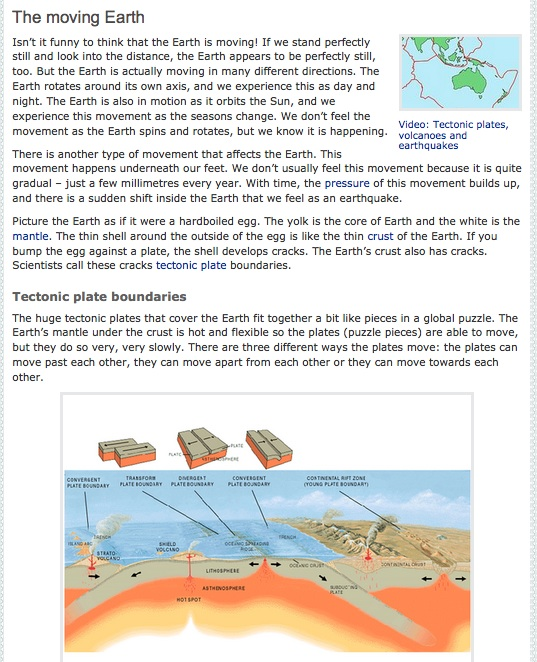 The moving Earth
Isn't it funny to think that the Earth is moving! If we stand perfectly
still and look into the distance, the Earth appears to be perfectly still,
too. But the Earth is actually moving in many different directions. The
Earth rotates around its own axis, and we experience this as day and
night. The Earth is also in motion as it orbits the Sun, and we
experience this movement as the seasons change. We don't feel the
movement as the Earth spins and rotates, but we know it is happening.
Video: Tectonic plates,
volcanoes and
earthquakes
There is another type of movement that affects the Earth. This
movement happens underneath our feet. We don't usually feel this movement because it is quite
gradual – just a few millimetres every year. With time, the pressure of this movement builds up,
and there is a sudden shift inside the Earth that we feel as an earthquake.
Picture the Earth as if it were a hardboiled egg. The yolk is the core of Earth and the white is the
mantle. The thin shell around the outside of the egg is like the thin crust of the Earth. If you
bump the egg against a plate, the shell develops cracks. The Earth's crust also has cracks.
Scientists call these cracks tectonic plate boundaries.
Tectonic plate boundaries
The huge tectonic plates that cover the Earth fit together a bit like pieces in a global puzzle. The
Earth's mantle under the crust is hot and flexible so the plates (puzzle pieces) are able to move,
but they do so very, very slowly. There are three different ways the plates move: the plates can
move past each other, they can move apart from each other or they can move towards each
other.
PLATE
PLATE
ASTHENOSPHERE
CONVERGENT
PLATE BOUNDARY
TRANSFORM
PLATE BOUNDARY
DIVERGENT
PLATE BOUNDARY
CONVERGENT
PLATE BOUNDARY
CONTINENTAL RIFT ZONE
(YOUNG PLATE BOUNDARY)
TRENCH
ISLAND ARC
STRATO-
VOLCANO
SHIELD
VOLCANO
OCEANIC SPREADING
RIDGE
TRENCH
LITHOSPHERE
OCEANIC CRUST
CONTINENTAL CRUST
ASTHENOSPHERE
SUBDUCTING
PLATE
HOT SPOT